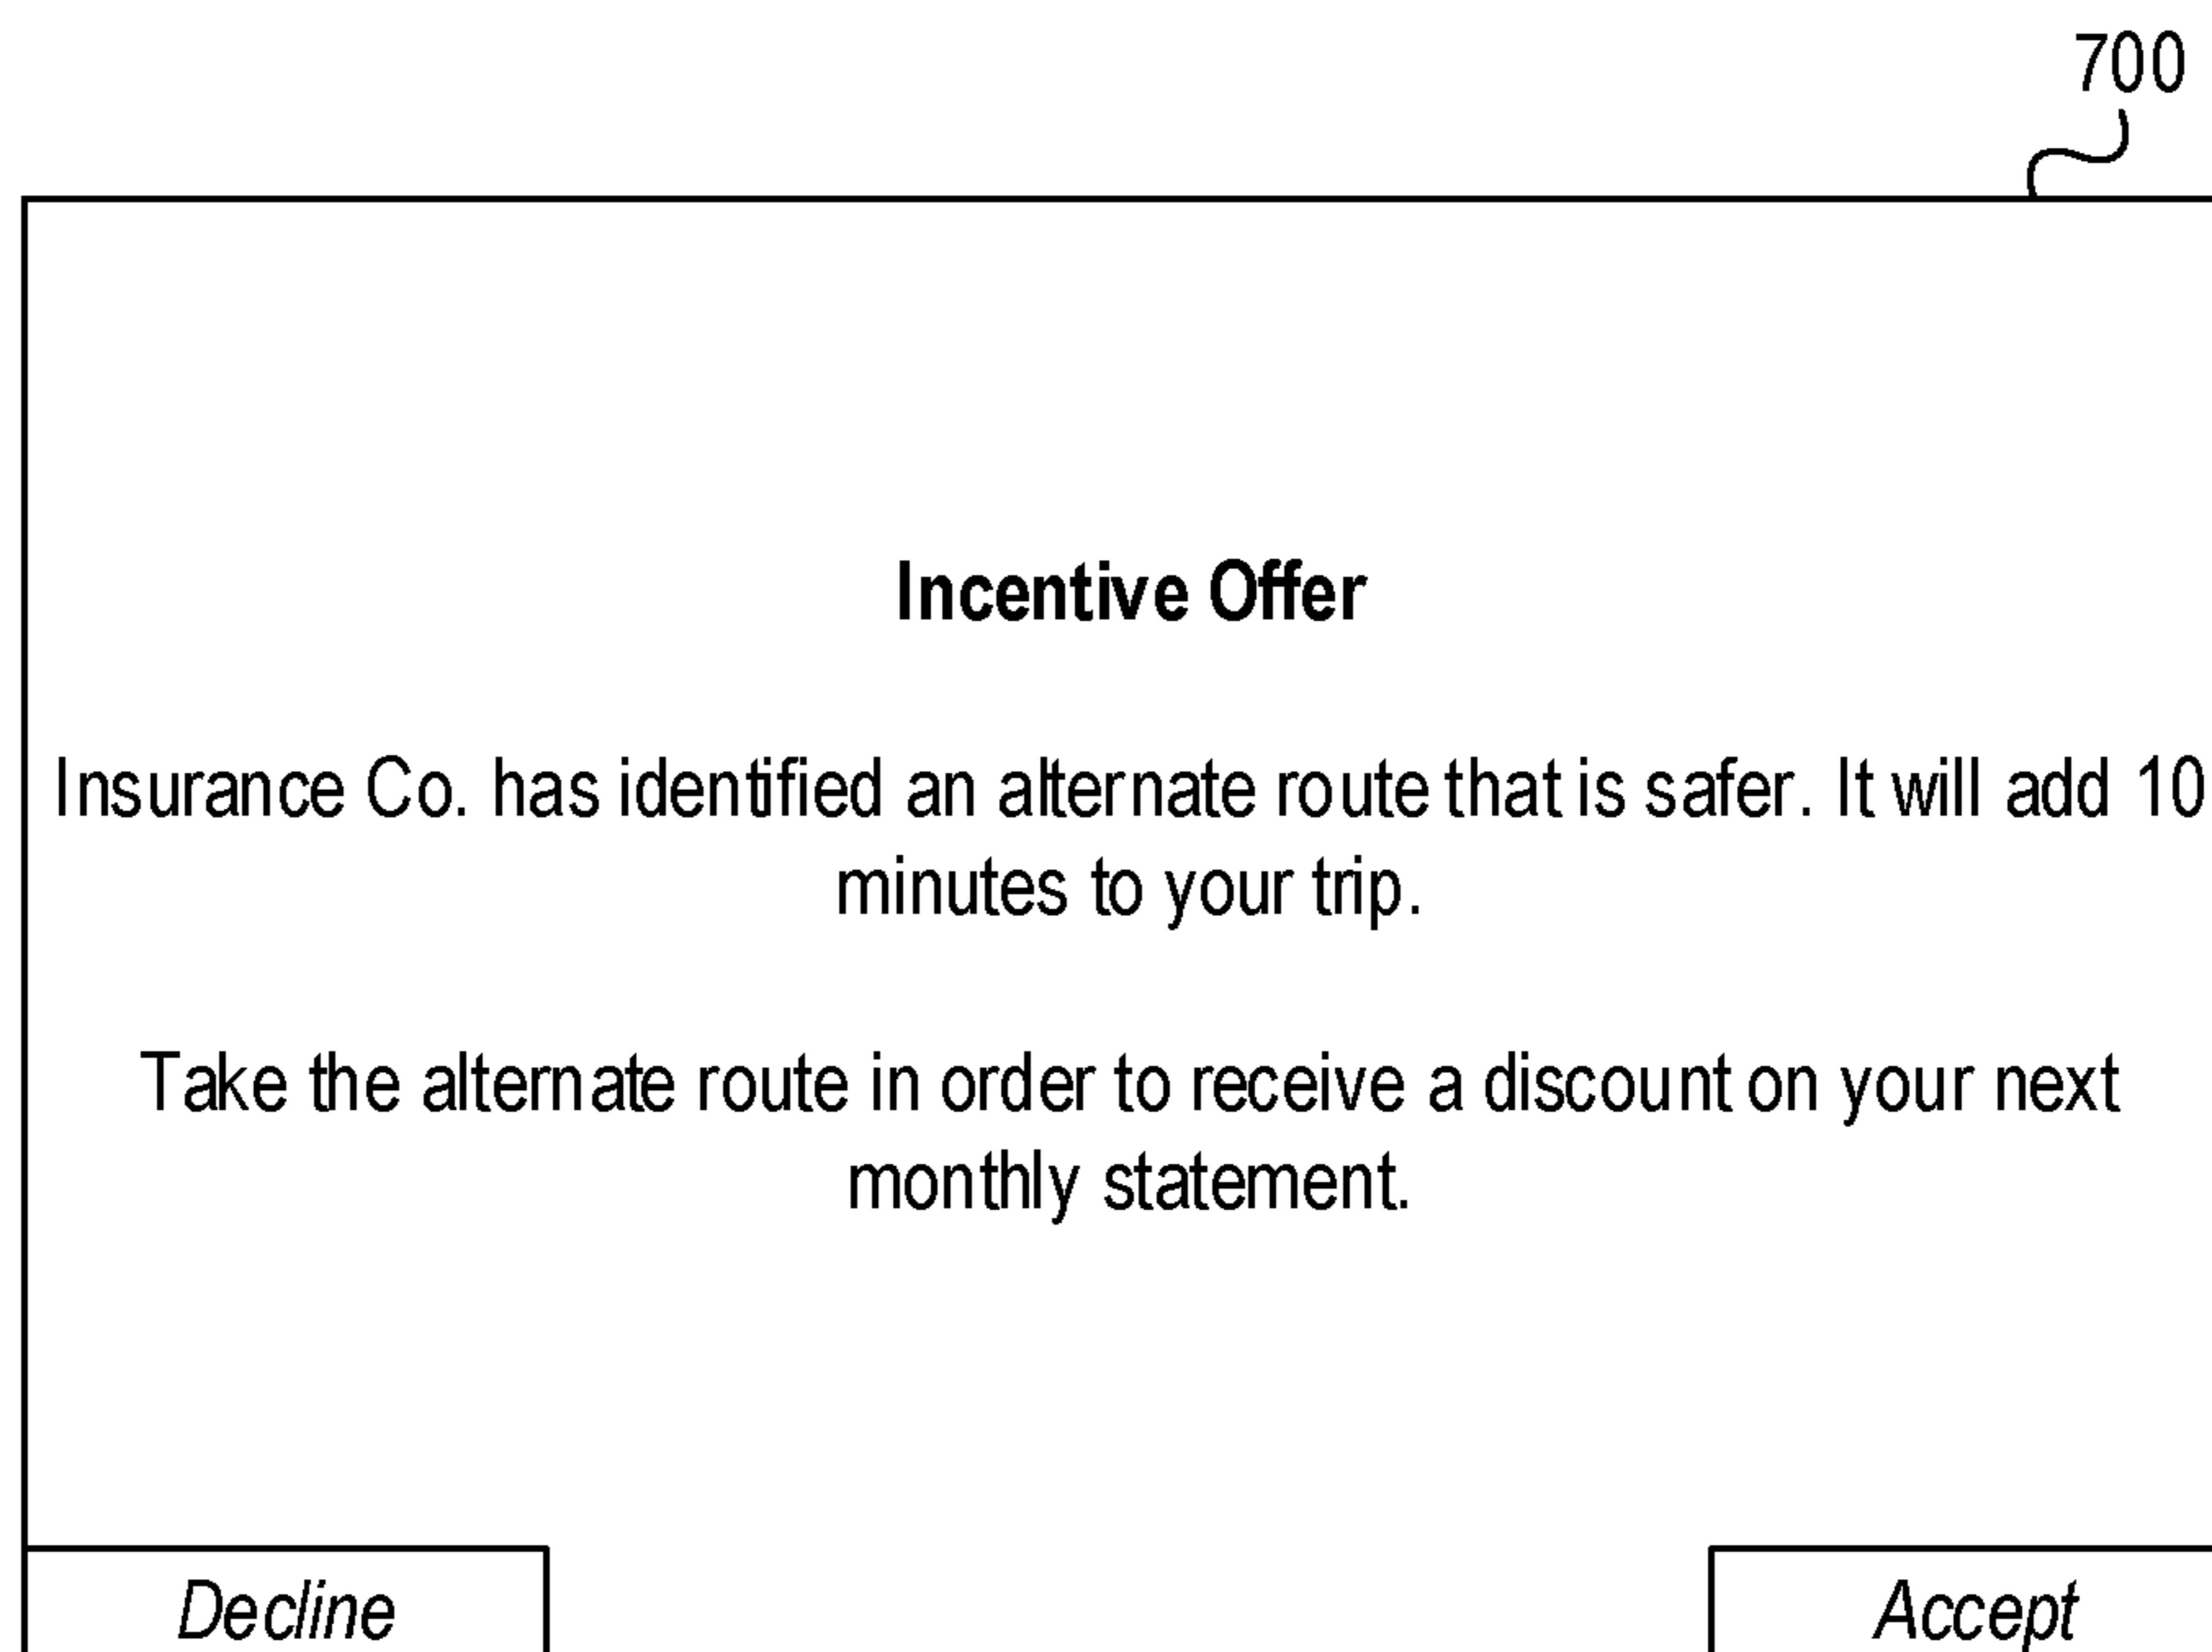 700
Incentive Offer
Insurance Co. has identified an alternate route that is safer. It will add 10
minutes to your trip.
Take the alternate route in order to receive a discount on your next
monthly statement.
Decline
Accept